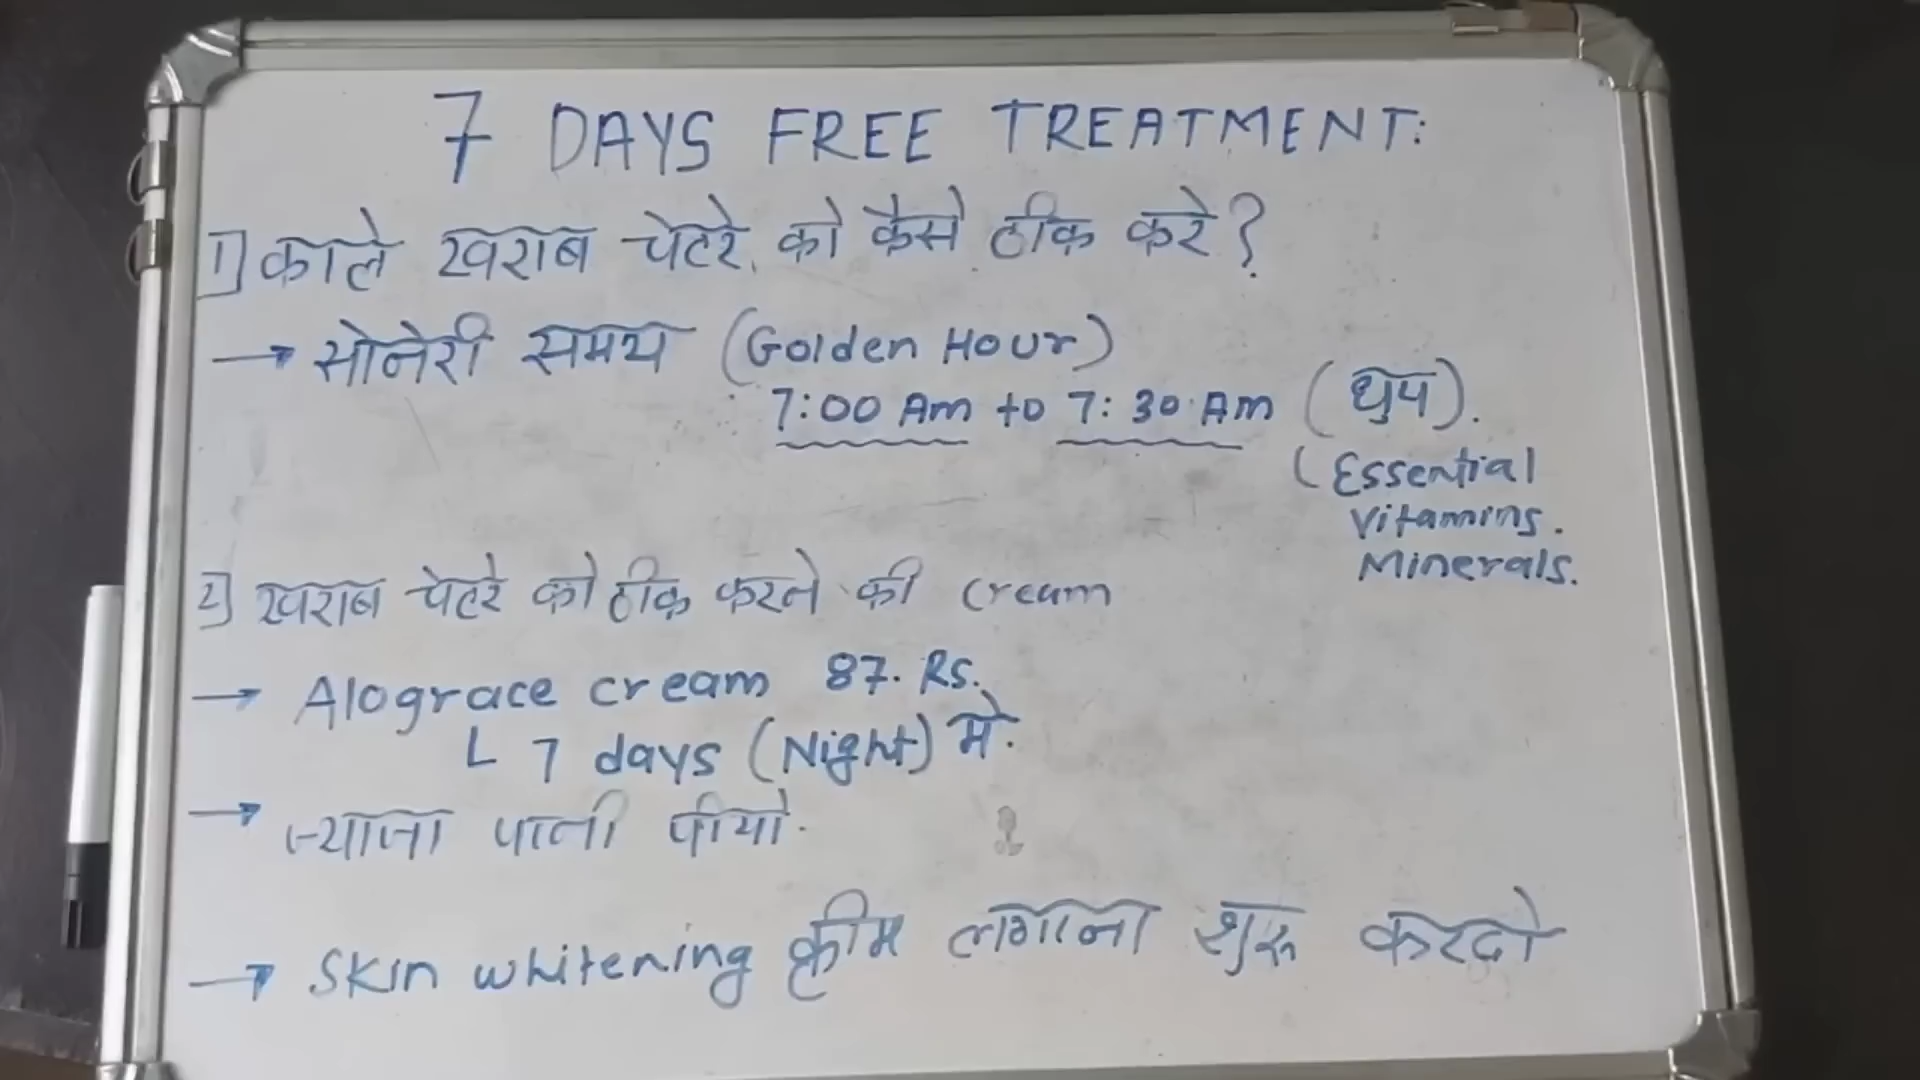 7 DAYS FREE TREATMENT:
1] काले खराब चेहरे को कैसे ठीक करे?
→ सोनेरी समय (Golden Hour)
7:00 Am to 7:30 Am (धुप).
(Essential
Vitamins.
Minerals.
2] खराब चेहरे को ठीक करने की cream
→ Alograce cream 87. Rs.
L 7 days (Night) मे.
→ ज्यादा पानी पीयो.
→ Skin whitening क्रीम लगाना शुरू करदो